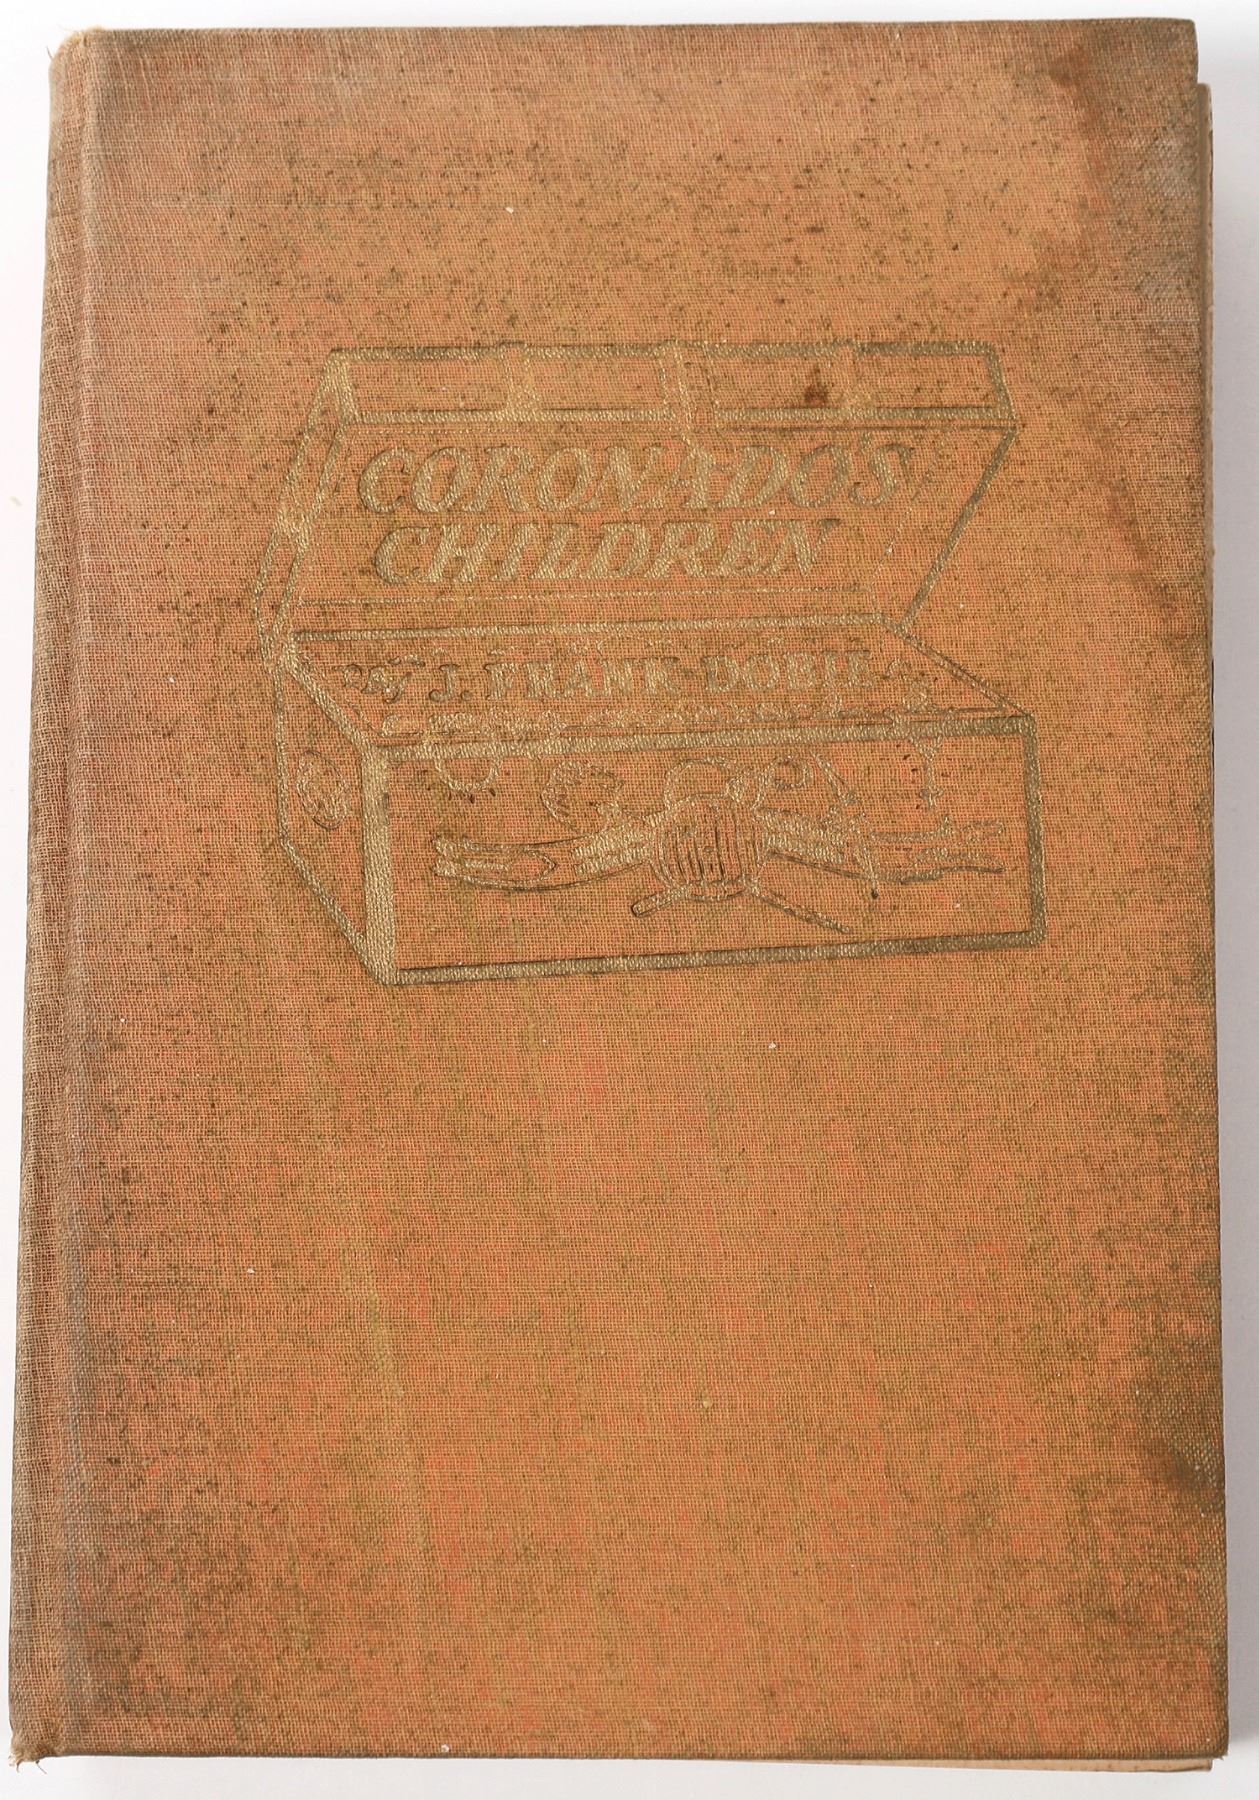 CORONADO'S
CHILDREN
By J. FRANK DOBIE